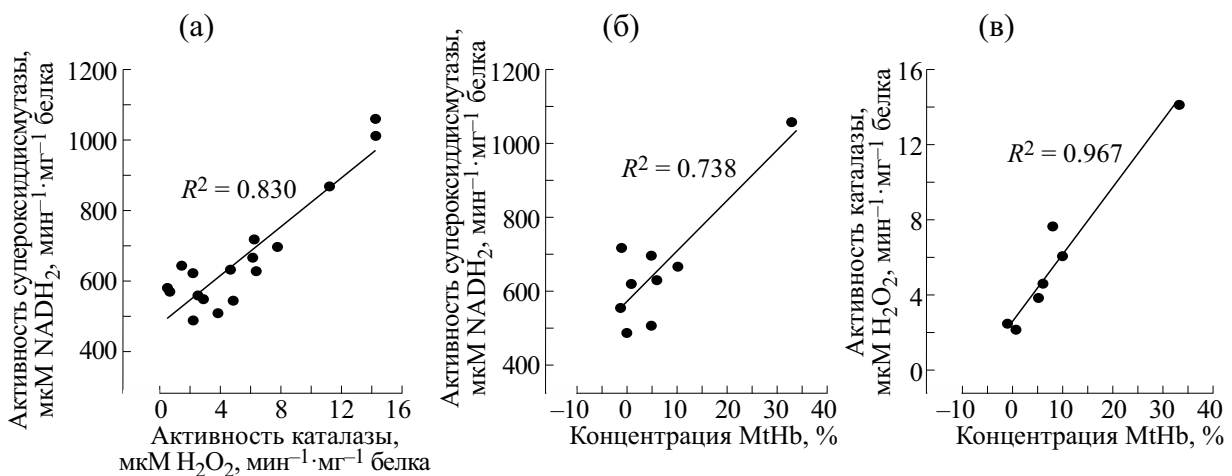 (а)
Активность супероксиддисмутазы,
мкМ NADH₂, мин⁻¹·мг⁻¹ белка
1200
1000
800
600
400
R² = 0.830
0 4 8 12 16
Активность каталазы,
мкМ H₂O₂, мин⁻¹·мг⁻¹ белка
(б)
Активность супероксиддисмутазы,
мкМ NADH₂, мин⁻¹·мг⁻¹ белка
1200
1000
800
600
400
R² = 0.738
–10 0 10 20 30 40
Концентрация MtHb, %
(в)
Активность каталазы,
мкМ H₂O₂, мин⁻¹·мг⁻¹ белка
16
12
8
4
0
R² = 0.967
–10 0 10 20 30 40
Концентрация MtHb, %